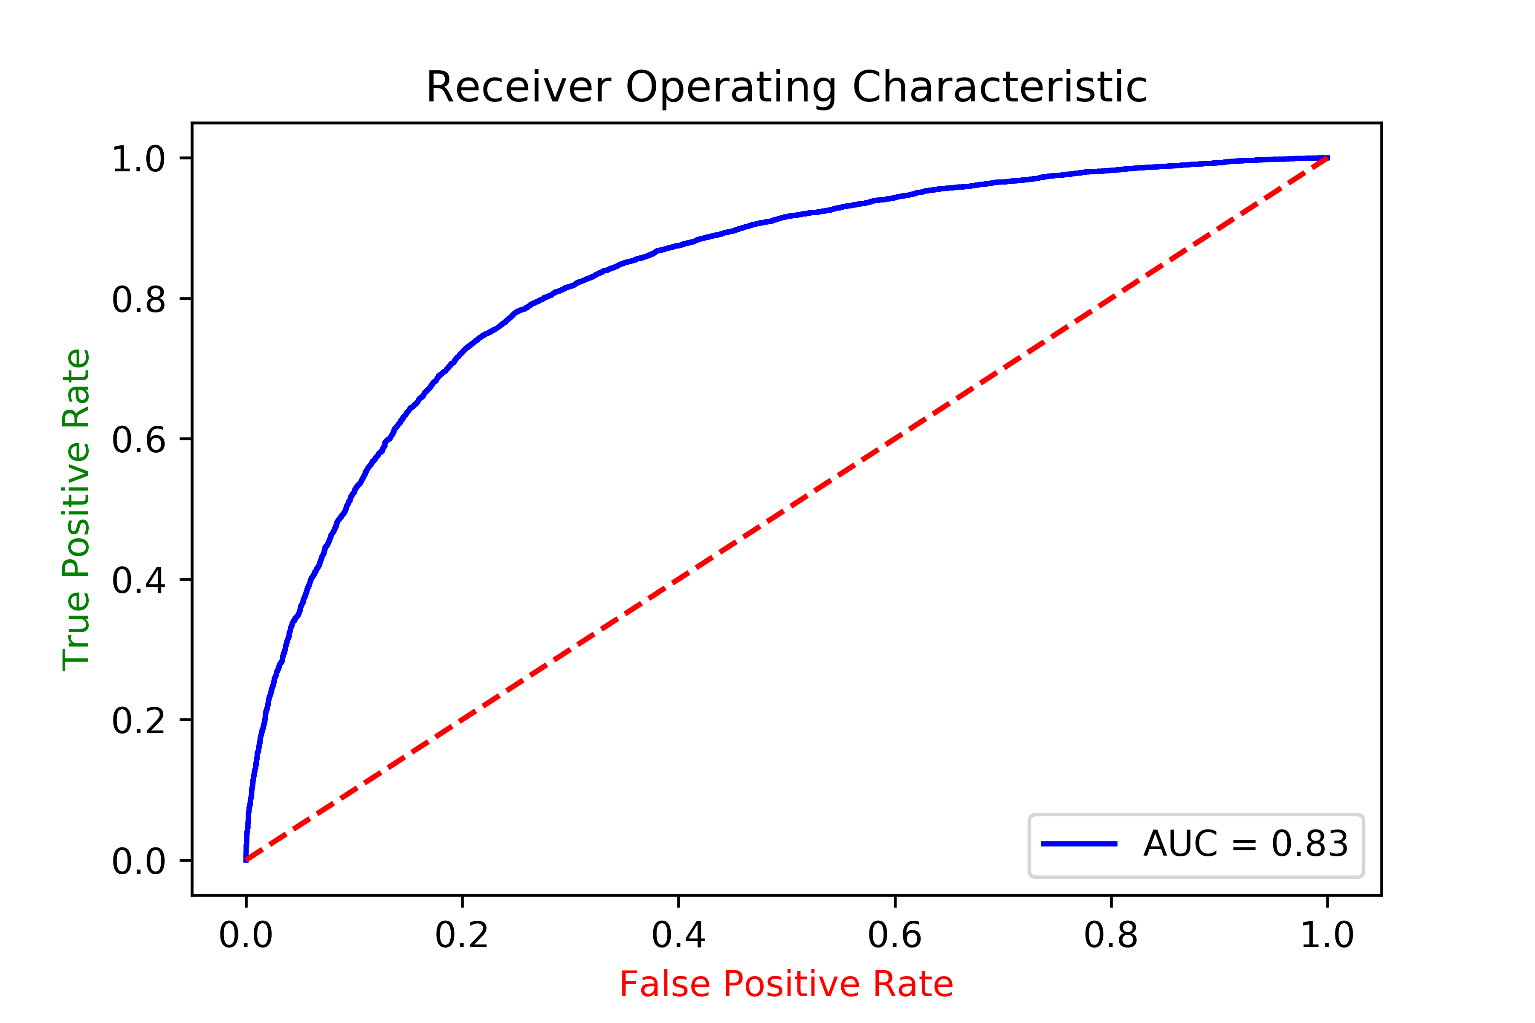 Receiver Operating Characteristic
True Positive Rate
1.0
0.8
0.6
0.4
0.2
0.0
AUC = 0.83
0.0 0.2 0.4 0.6 0.8 1.0
False Positive Rate